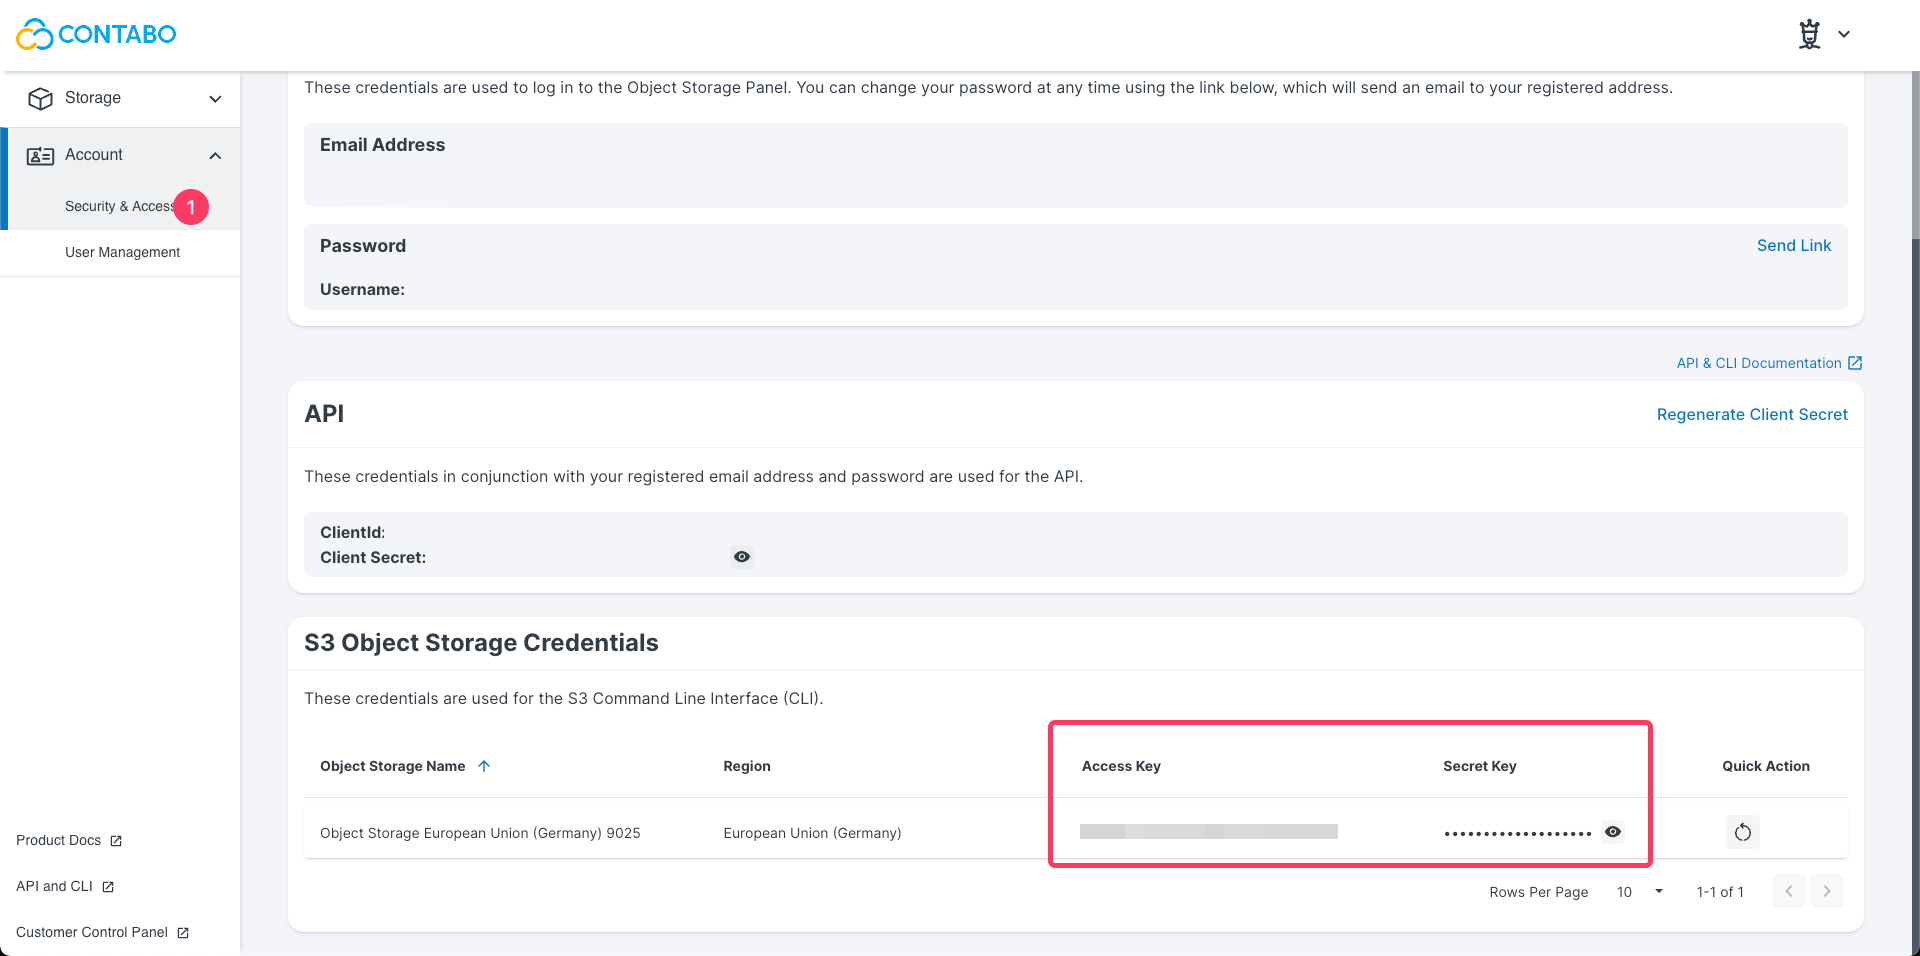 CONTABO
Storage
Account
Security & Access
1
User Management
Product Docs
API and CLI
Customer Control Panel
These credentials are used to log in to the Object Storage Panel. You can change your password at any time using the link below, which will send an email to your registered address.
Email Address
Password
Send Link
Username:
API & CLI Documentation
API
Regenerate Client Secret
These credentials in conjunction with your registered email address and password are used for the API.
ClientId:
Client Secret:
S3 Object Storage Credentials
These credentials are used for the S3 Command Line Interface (CLI).
Object Storage Name Region Access Key Secret Key Quick Action
Object Storage European Union (Germany) 9025 European Union (Germany) •••••••••••••••••••
Rows Per Page 10 1-1 of 1